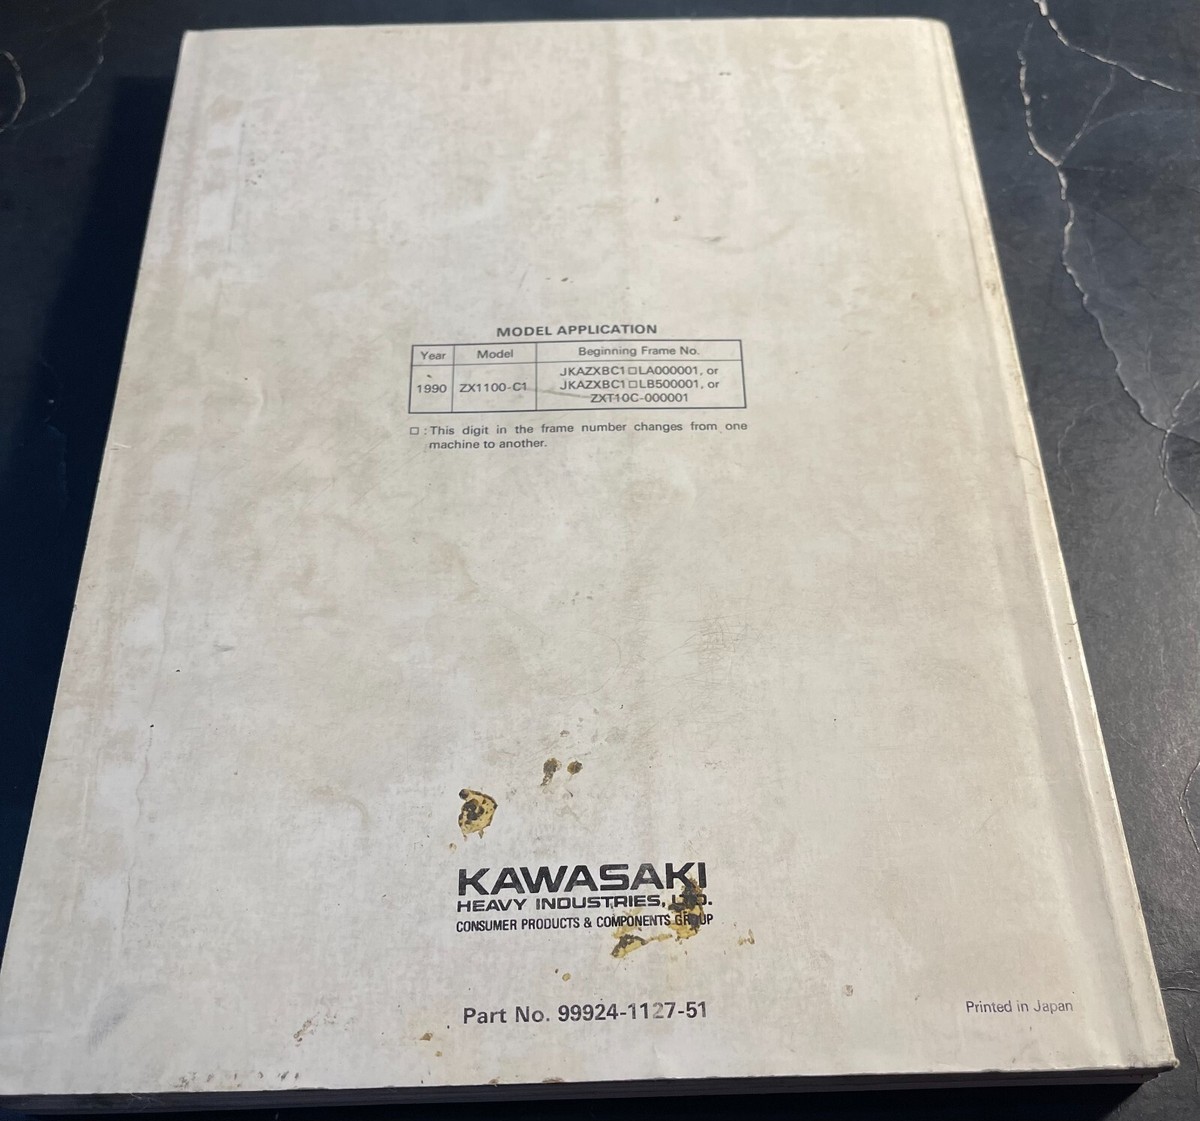 MODEL APPLICATION
Year Model Beginning Frame No.
1990 ZX1100-C1 JKAZXBC1□LA000001, or
JKAZXBC1□LB500001, or
ZXT10C-000001
□ : This digit in the frame number changes from one
machine to another.
KAWASAKI
HEAVY INDUSTRIES, LTD.
CONSUMER PRODUCTS & COMPONENTS GROUP
Part No. 99924-1127-51
Printed in Japan